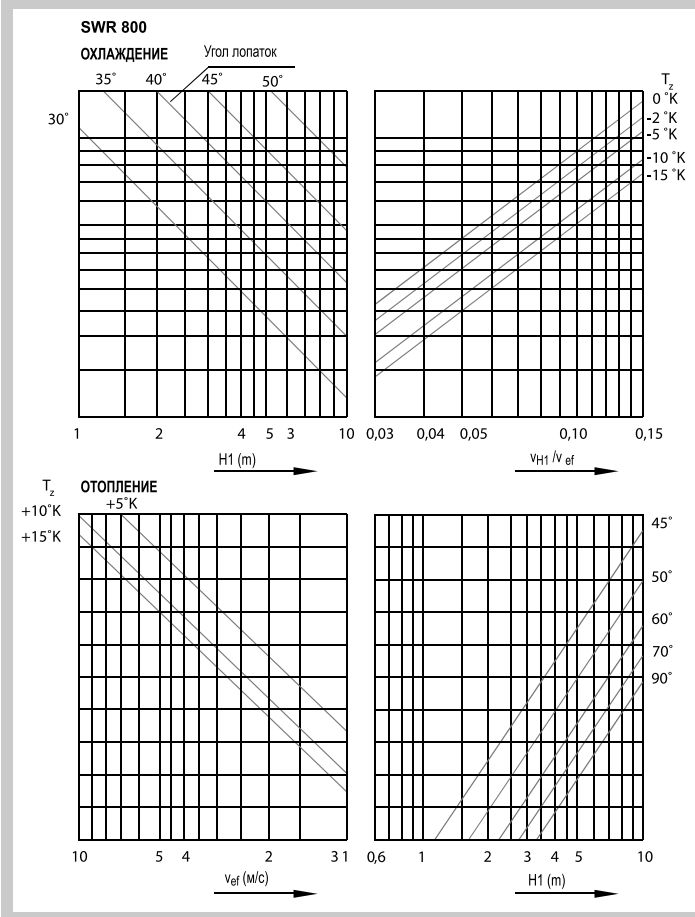 SWR 800
ОХЛАЖДЕНИЕ
Угол лопаток
35˚ 40˚ 45˚ 50˚
30˚
T z
0 ˚K
-2 ˚K
-5 ˚K
-10 ˚K
-15 ˚K
1 2 4 5 3 10
0,03 0,04 0,05 0,10 0,15
H1 (m)
vH1 /v ef
Tz ОТОПЛЕНИЕ
+10˚K +5˚K
+15˚K
45˚
50˚
60˚
70˚
90˚
10 5 4 2 3 1
0,6 1 2 3 4 5 10
vef (м/с)
H1 (m)